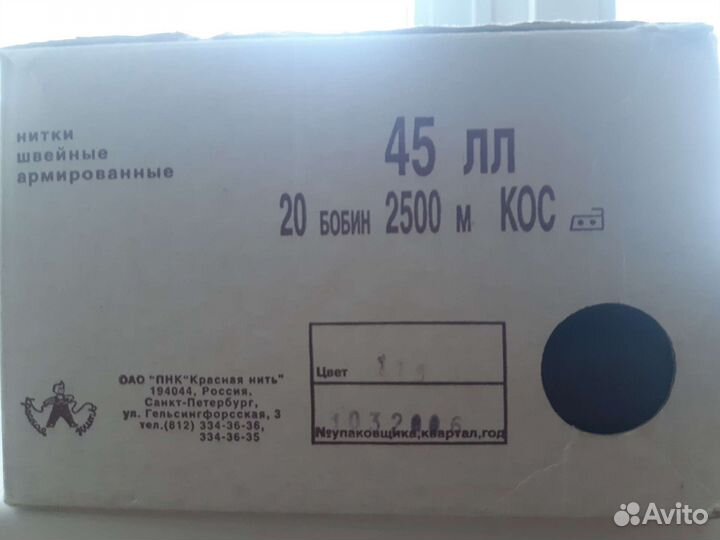 нитки
швейные
армированные
45 лл
20 бобин 2500 м КОС
ОАО "ПНК"Красная нить"
194044, Россия.
Санкт-Петербург,
ул. Гельсингфорсская, 3
тел.(812) 334-36-36,
334-36-35
Цвет
№упаковщика,квартал,год
Avito